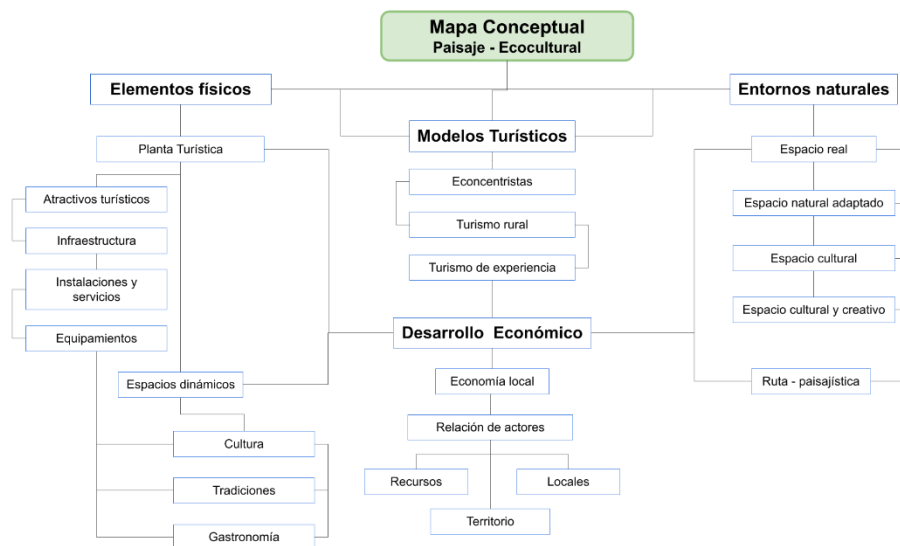 Mapa Conceptual
Paisaje - Ecocultural
Elementos físicos
Entornos naturales
Modelos Turísticos
Planta Turística
Espacio real
Econcentristas
Atractivos turísticos
Espacio natural adaptado
Turismo rural
Infraestructura
Espacio cultural
Turismo de experiencia
Instalaciones y
servicios
Espacio cultural y creativo
Equipamientos
Desarrollo Económico
Espacios dinámicos
Economía local
Ruta - paisajística
Relación de actores
Cultura
Recursos
Locales
Tradiciones
Territorio
Gastronomía